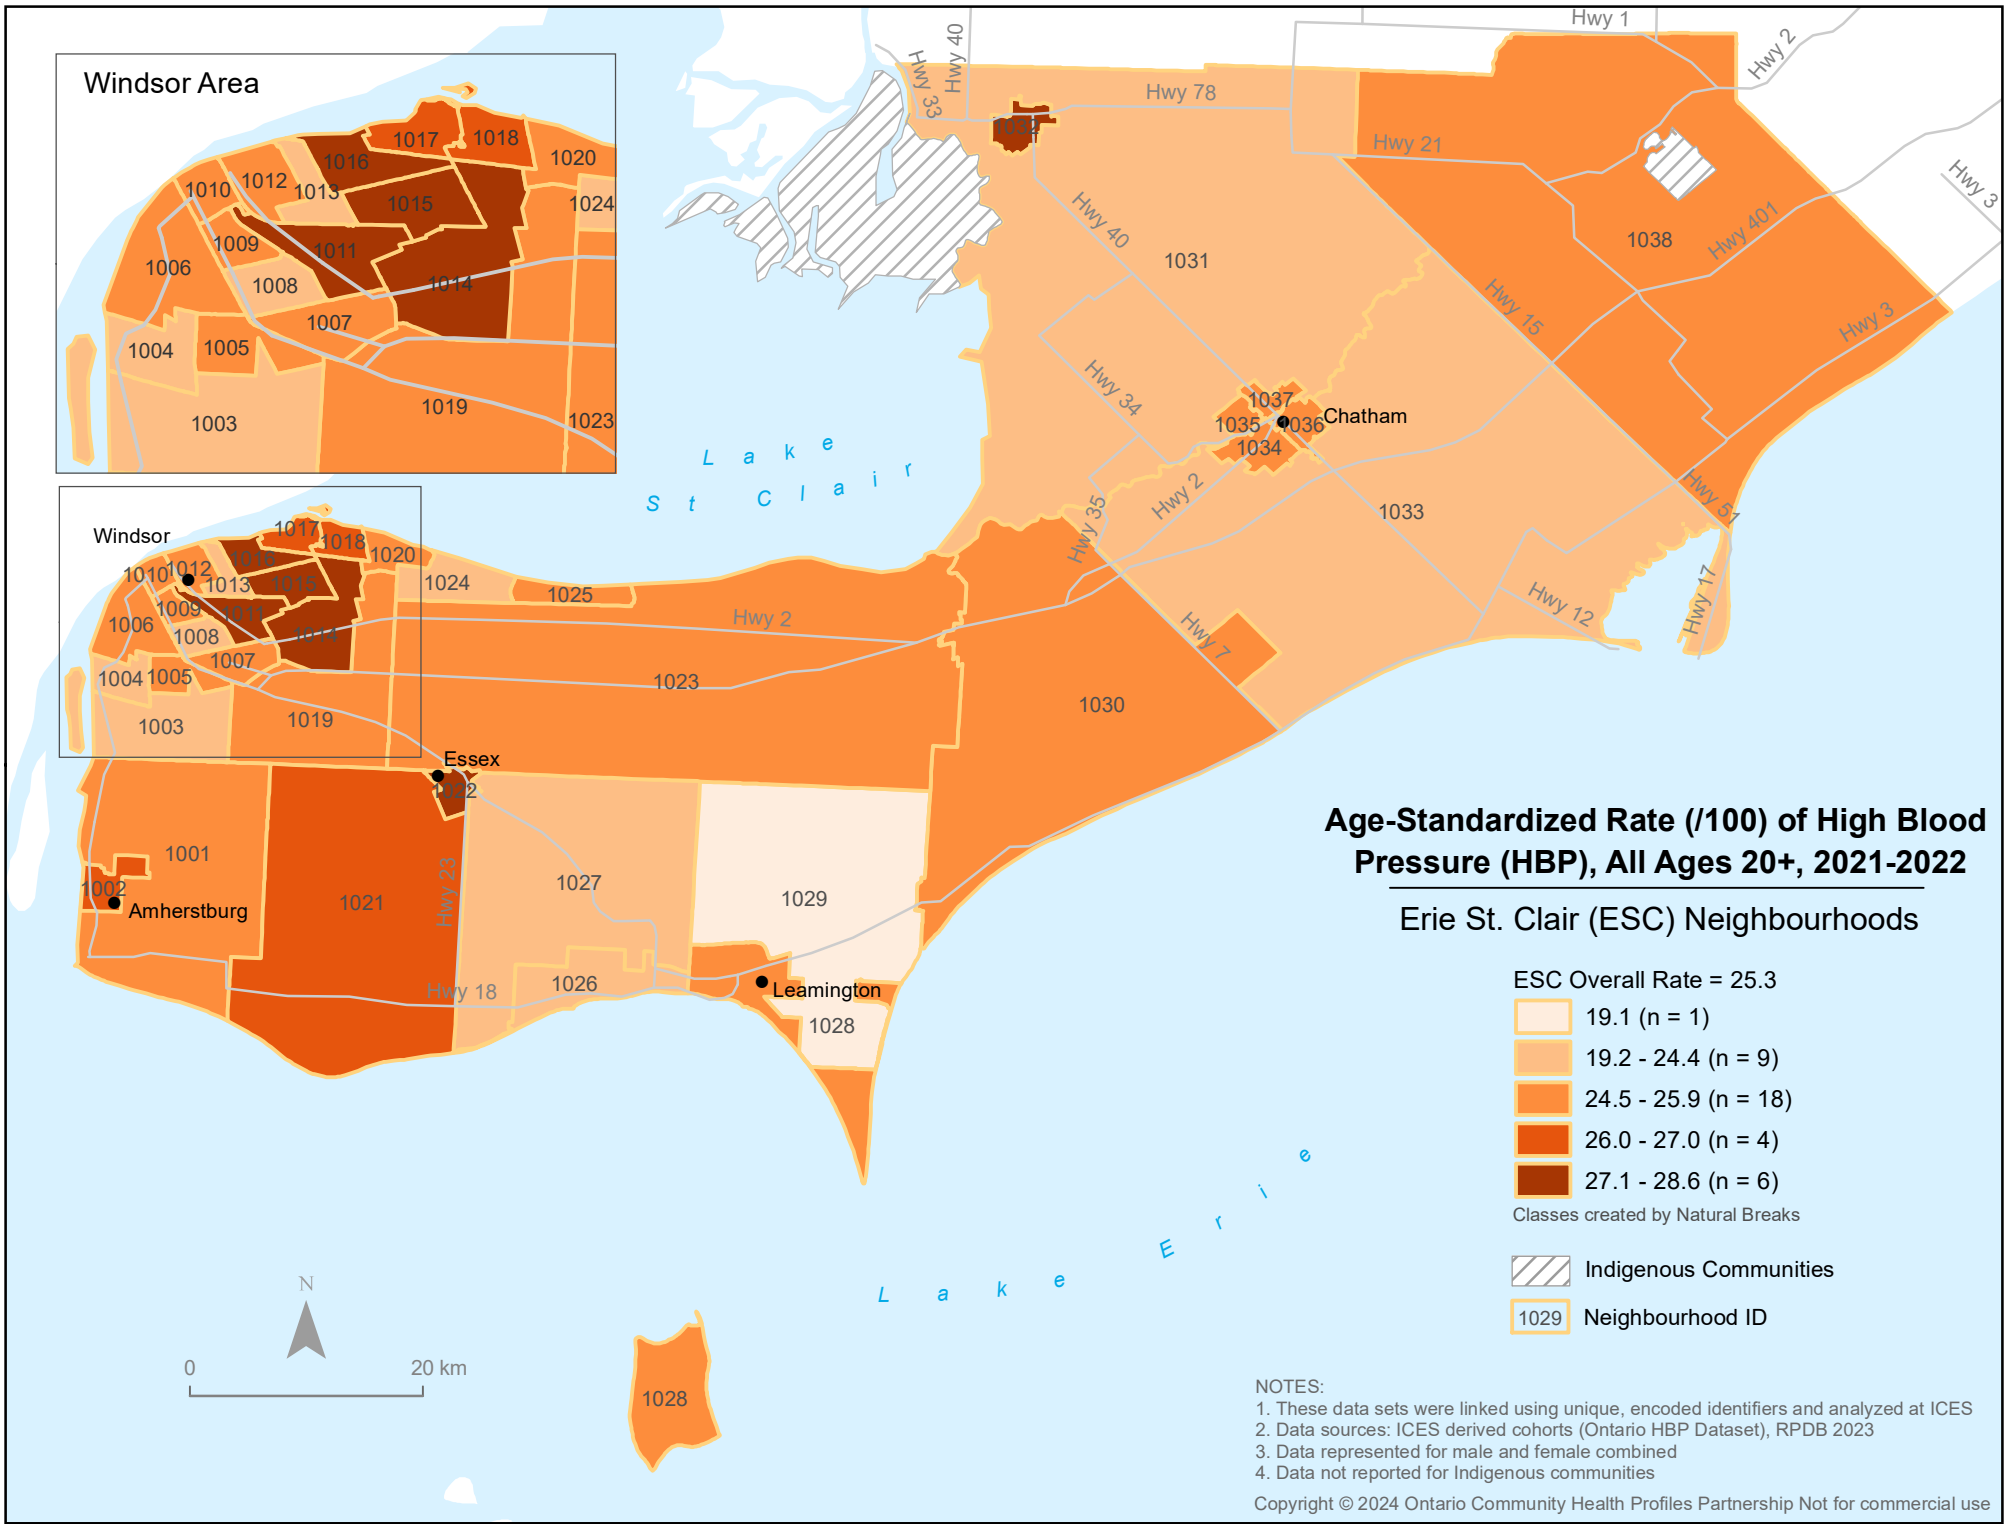 Windsor Area
1017
1018
1016
1020
1012
1010
1013
1024
1015
1009
1011
1006
1008
1014
1007
1004
1005
1019
1003
1023
Hwy 1
Hwy 2
Hwy 40
Hwy 33
Hwy 78
1032
Hwy 21
Hwy 3
Hwy 40
1031
1038
Hwy 401
Hwy 15
Hwy 3
Hwy 34
1037
1035
1036
Chatham
1034
Lake
St Clair
Hwy 2
Hwy 35
1033
Hwy 51
Hwy 17
Hwy 12
Hwy 7
Windsor
1017
1018
1016
1020
1012
1010
1013
1015
1024
1025
1009
1011
1006
1008
1014
Hwy 2
1007
1004
1005
1023
1003
1019
1030
Essex
1022
1001
1002
Amherstburg
1021
Hwy 23
1027
1029
Hwy 18
1026
Leamington
1028
Age-Standardized Rate (/100) of High Blood
Pressure (HBP), All Ages 20+, 2021-2022
Erie St. Clair (ESC) Neighbourhoods
ESC Overall Rate = 25.3
19.1 (n = 1)
19.2 - 24.4 (n = 9)
24.5 - 25.9 (n = 18)
26.0 - 27.0 (n = 4)
27.1 - 28.6 (n = 6)
Classes created by Natural Breaks
Indigenous Communities
1029 Neighbourhood ID
Lake Erie
N
0 20 km
1028
NOTES:
1. These data sets were linked using unique, encoded identifiers and analyzed at ICES
2. Data sources: ICES derived cohorts (Ontario HBP Dataset), RPDB 2023
3. Data represented for male and female combined
4. Data not reported for Indigenous communities
Copyright © 2024 Ontario Community Health Profiles Partnership Not for commercial use